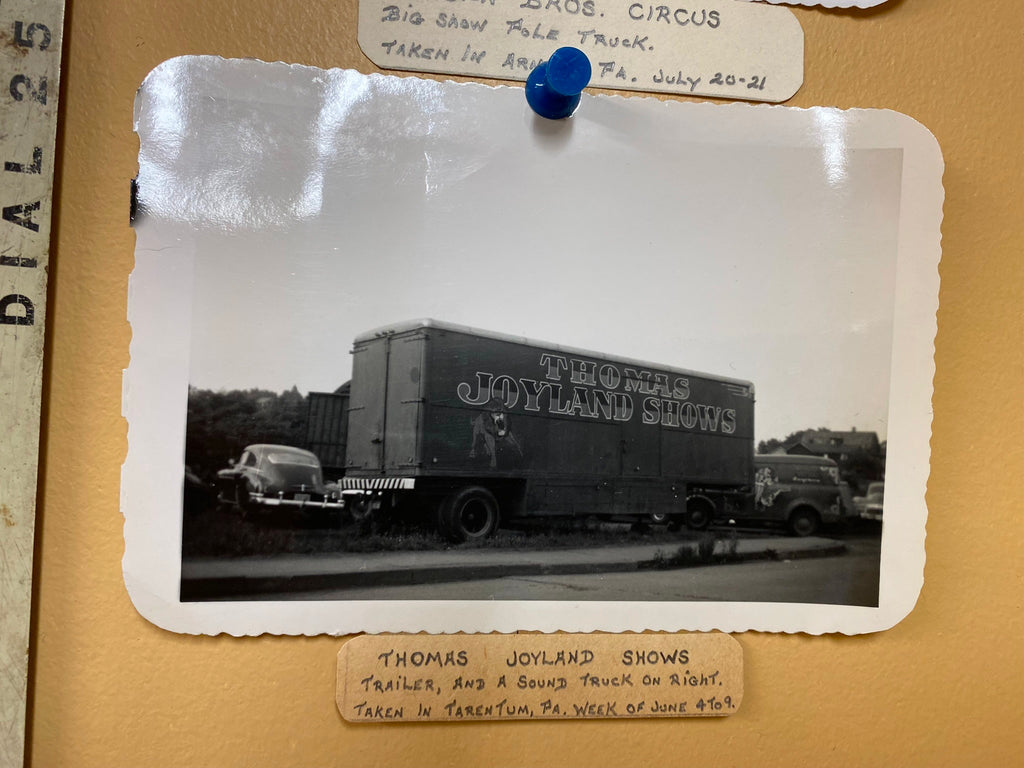 BROS. CIRCUS
BIG SHOW POLE TRUCK.
TAKEN IN PA. JULY 20-21
DIAL 25
THOMAS
JOYLAND SHOWS
THOMAS JOYLAND SHOWS
TRAILER, AND A SOUND TRUCK ON RIGHT.
TAKEN IN TARENTUM, PA. WEEK OF JUNE 4 TO 9.